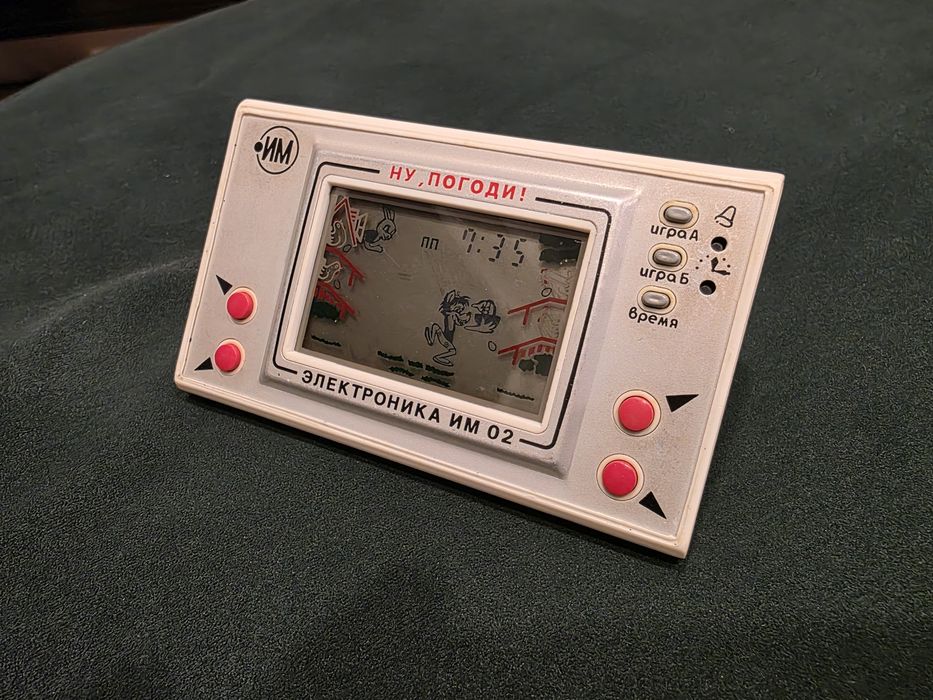 ИМ
НУ, ПОГОДИ!
ПП 7:35
игра А
игра Б
время
ЭЛЕКТРОНИКА ИМ 02